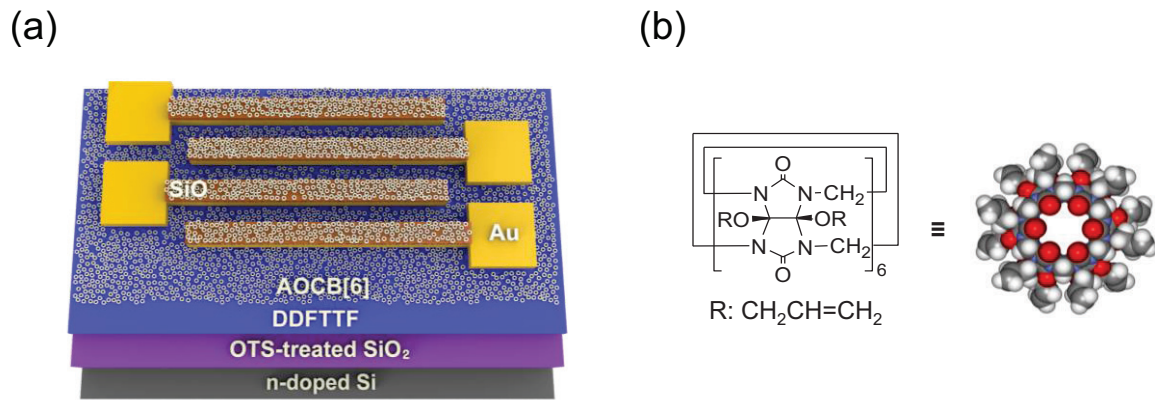 (a)
(b)
SiO
Au
AOCB[6]
DDFTTF
OTS-treated SiO₂
n-doped Si
O
N N CH₂
RO OR
N N CH₂
O
6
R: CH₂CH=CH₂
≡